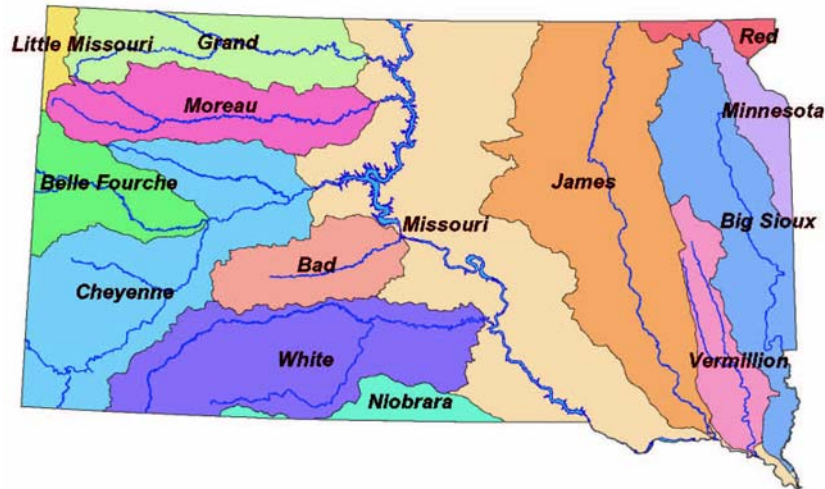 Little Missouri
Grand
Red
Moreau
Minnesota
Belle Fourche
James
Missouri
Big Sioux
Bad
Cheyenne
White
Vermillion
Niobrara